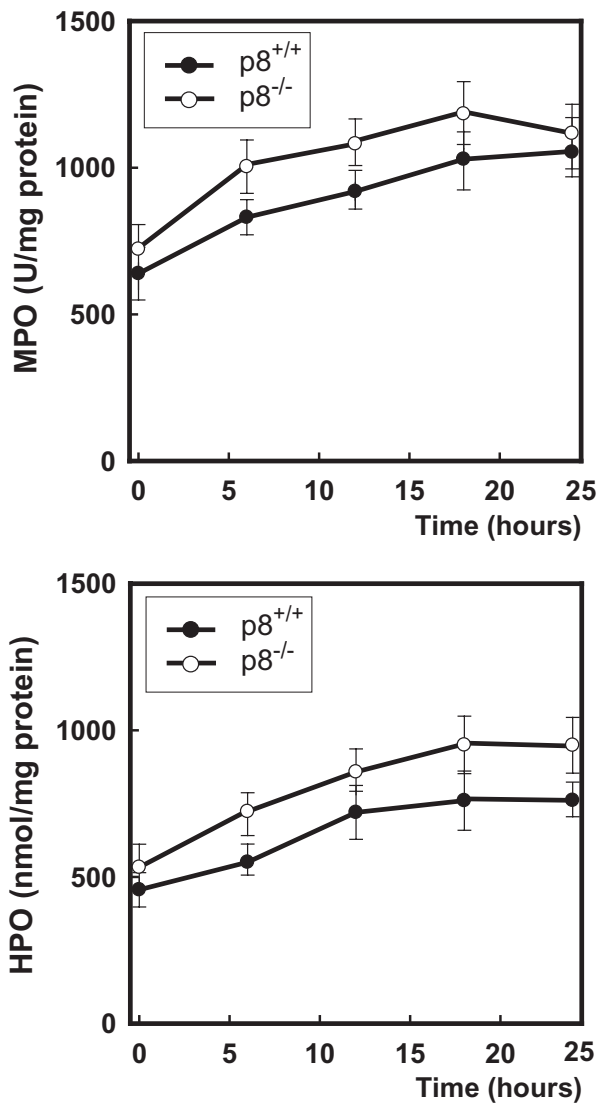 1500
p8+/+
p8-/-
1000
500
0
MPO (U/mg protein)
0 5 10 15 20 25
Time (hours)
1500
p8+/+
p8-/-
1000
500
0
HPO (nmol/mg protein)
0 5 10 15 20 25
Time (hours)